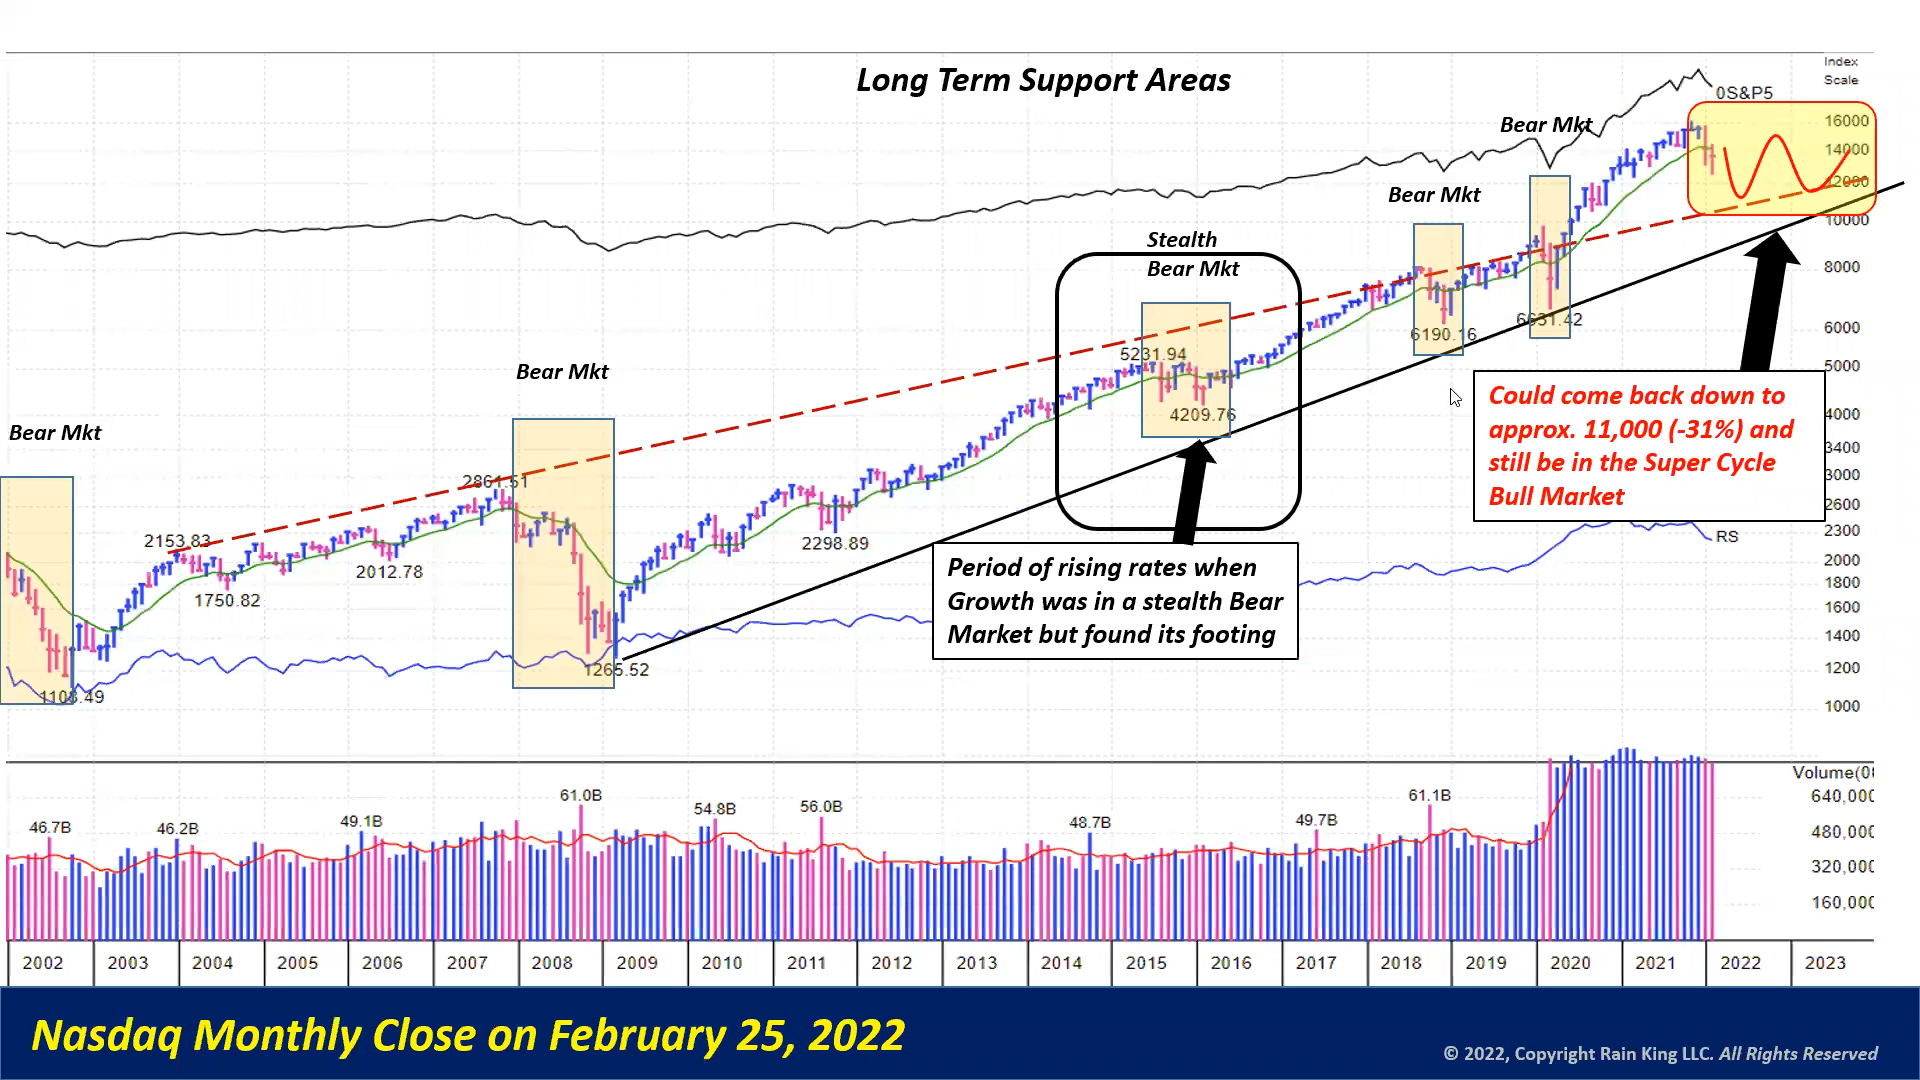 Long Term Support Areas
Index
Scale
0S&P5
16000
14000
12000
10000
8000
6000
5000
4000
3400
3000
2600
2300
2000
1800
1600
1400
1200
1000
Bear Mkt
Bear Mkt
Stealth
Bear Mkt
Bear Mkt
Bear Mkt
6631.42
6190.16
5231.94
4209.76
2861.51
2153.83
2298.89
2012.78
1750.82
1265.52
1108.49
Could come back down to
approx. 11,000 (-31%) and
still be in the Super Cycle
Bull Market
RS
Period of rising rates when
Growth was in a stealth Bear
Market but found its footing
Volume(0
640,000
480,000
320,000
160,000
46.7B
46.2B
49.1B
61.0B
54.8B
56.0B
48.7B
49.7B
61.1B
2002 2003 2004 2005 2006 2007 2008 2009 2010 2011 2012 2013 2014 2015 2016 2017 2018 2019 2020 2021 2022 2023
Nasdaq Monthly Close on February 25, 2022
© 2022, Copyright Rain King LLC. All Rights Reserved